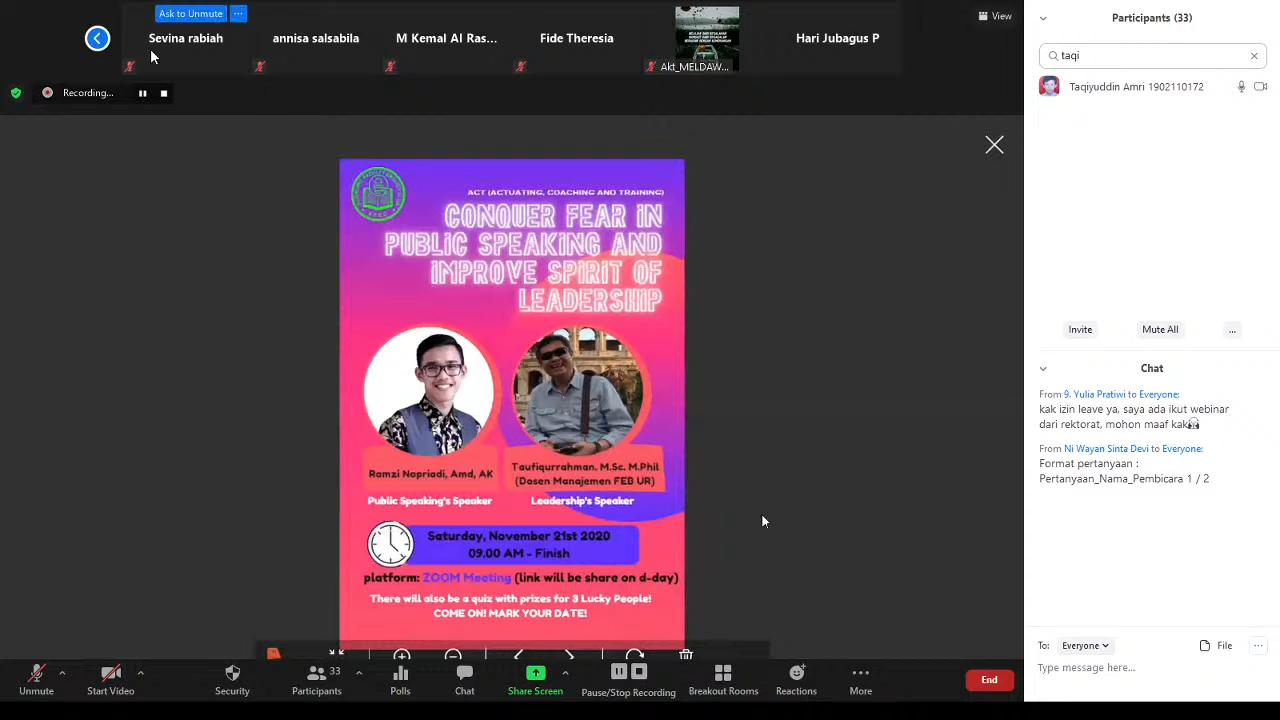 Ask to Unmute
...
View
Sevina rabiah
annisa salsabila
M Kemal Al Ras...
Fide Theresia
Hari Jubagus P
Akt_MELDAW...
Recording...
ACT (ACTUATING, COACHING AND TRAINING)
CONQUER FEAR IN
PUBLIC SPEAKING AND
IMPROVE SPIRIT OF
LEADERSHIP
Ramzi Nopriadi, Amd, AK
Taufiqurrahman. M.Sc. M.Phil
(Dosen Manajemen FEB UR)
Public Speaking's Speaker
Leadership's Speaker
Saturday, November 21st 2020
09.00 AM - Finish
platform: ZOOM Meeting (link will be share on d-day)
There will also be a quiz with prizes for 3 Lucky People!
COME ON! MARK YOUR DATE!
Unmute
Start Video
Security
33
Participants
Polls
Chat
Share Screen
Pause/Stop Recording
Breakout Rooms
Reactions
More
End
Participants (33)
taqi
Taqiyuddin Amri 1902110172
Invite
Mute All
...
Chat
From 9. Yulia Pratiwi to Everyone:
kak izin leave ya, saya ada ikut webinar
dari rektorat, mohon maaf kak
From Ni Wayan Sinta Devi to Everyone:
Format pertanyaan :
Pertanyaan_Nama_Pembicara 1 / 2
To: Everyone
File
...
Type message here...